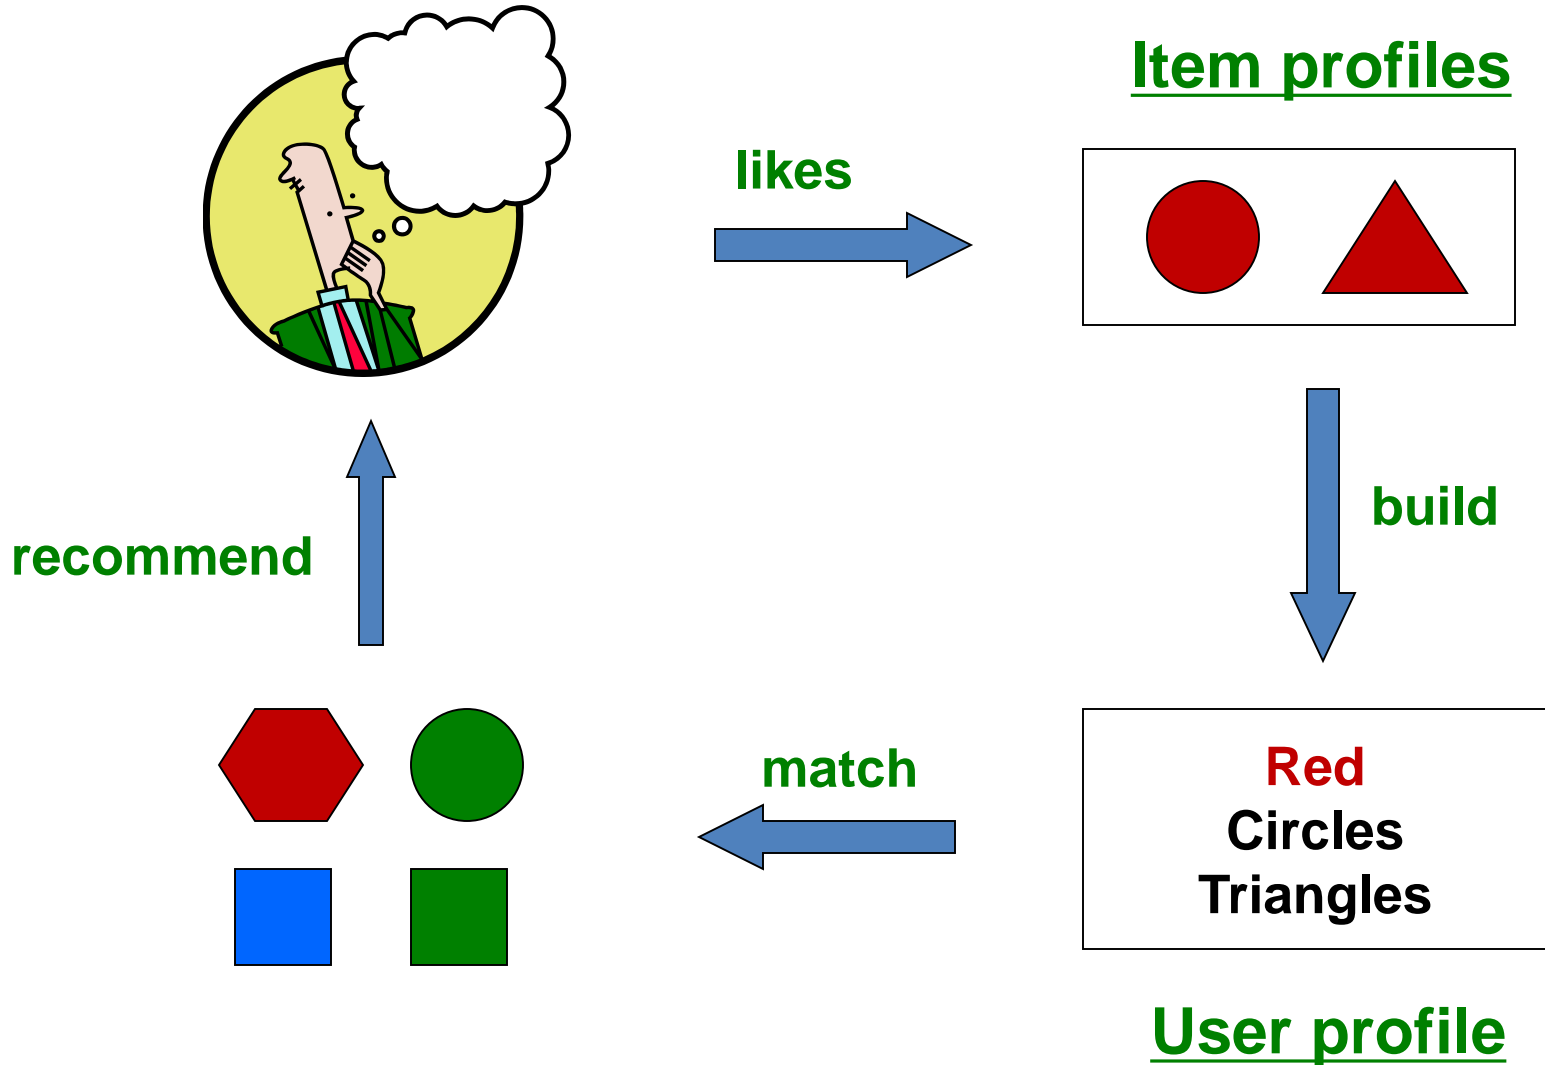 Item profiles
likes
build
recommend
match
Red
Circles
Triangles
User profile